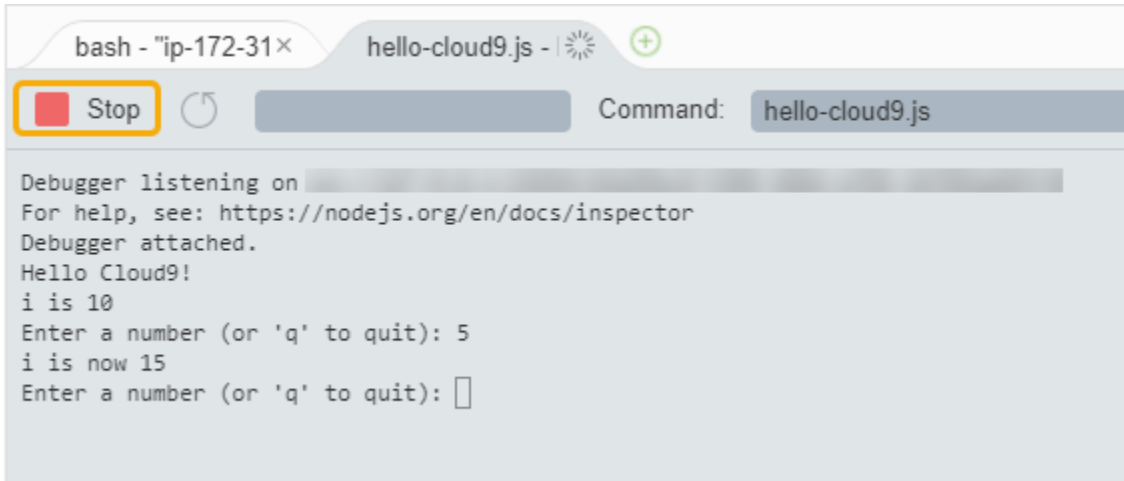 bash - "ip-172-31× hello-cloud9.js -
Stop Command: hello-cloud9.js
Debugger listening on
For help, see: https://nodejs.org/en/docs/inspector
Debugger attached.
Hello Cloud9!
i is 10
Enter a number (or 'q' to quit): 5
i is now 15
Enter a number (or 'q' to quit):